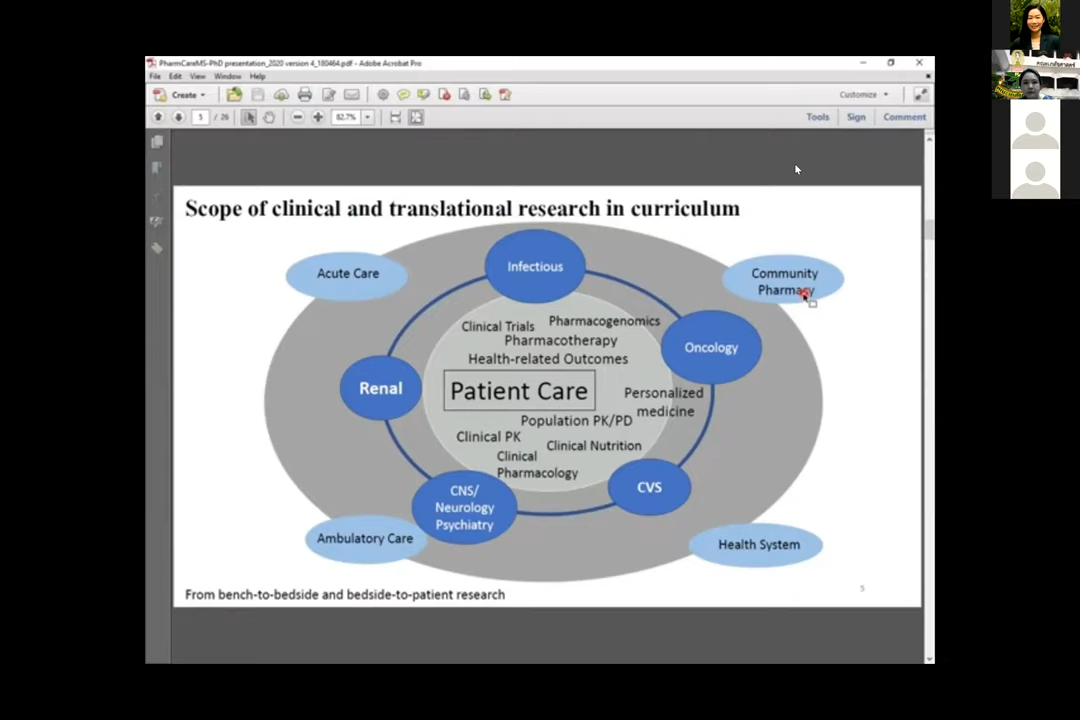 PharmCareMS-PhD presentation_2020 version 4_180464.pdf - Adobe Acrobat Pro
File Edit View Window Help
Create
Customize
5 / 26
82.7%
Tools Sign Comment
Scope of clinical and translational research in curriculum
Acute Care
Infectious
Community
Pharmacy
Clinical Trials
Pharmacogenomics
Pharmacotherapy
Health-related Outcomes
Oncology
Renal
Patient Care
Personalized
medicine
Population PK/PD
Clinical PK
Clinical Nutrition
Clinical
Pharmacology
CVS
CNS/
Neurology
Psychiatry
Ambulatory Care
Health System
From bench-to-bedside and bedside-to-patient research
5